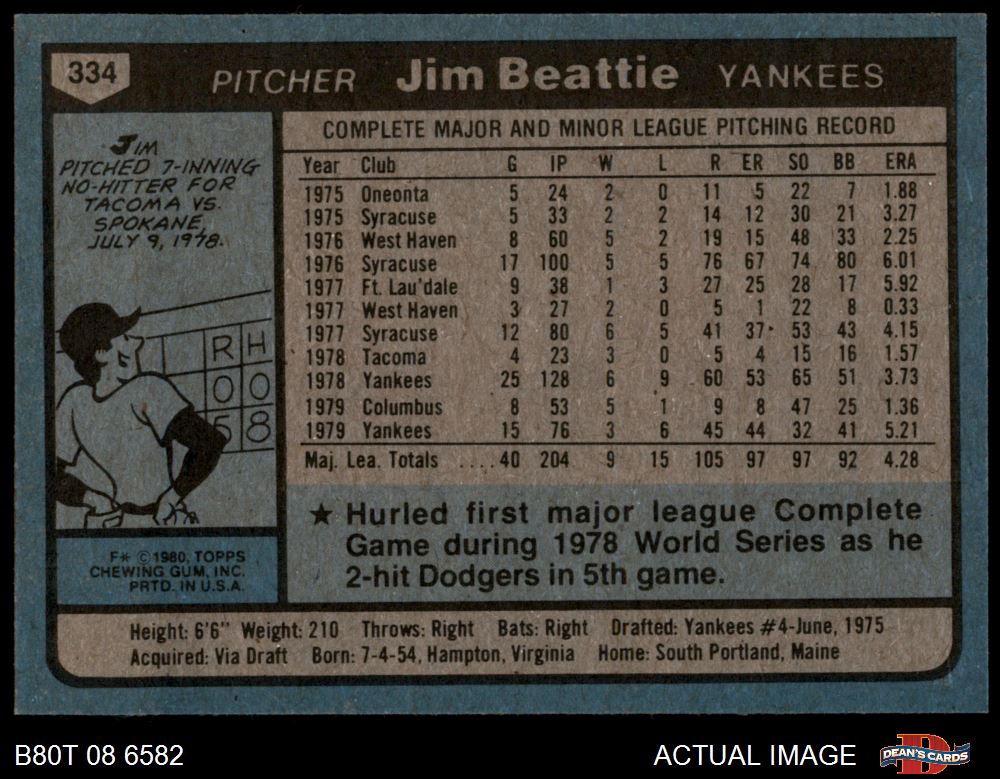 334 PITCHER Jim Beattie YANKEES
JIM
PITCHED 7-INNING
NO-HITTER FOR
TACOMA VS.
SPOKANE,
JULY 9, 1978.
R H
0 0
5 8
F* © 1980, TOPPS
CHEWING GUM, INC.
PRTD. IN U.S.A.
COMPLETE MAJOR AND MINOR LEAGUE PITCHING RECORD
Year Club G IP W L R ER SO BB ERA
1975 Oneonta 5 24 2 0 11 5 22 7 1.88
1975 Syracuse 5 33 2 2 14 12 30 21 3.27
1976 West Haven 8 60 5 2 19 15 48 33 2.25
1976 Syracuse 17 100 5 5 76 67 74 80 6.01
1977 Ft. Lau'dale 9 38 1 3 27 25 28 17 5.92
1977 West Haven 3 27 2 0 5 1 22 8 0.33
1977 Syracuse 12 80 6 5 41 37 53 43 4.15
1978 Tacoma 4 23 3 0 5 4 15 16 1.57
1978 Yankees 25 128 6 9 60 53 65 51 3.73
1979 Columbus 8 53 5 1 9 8 47 25 1.36
1979 Yankees 15 76 3 6 45 44 32 41 5.21
Maj. Lea. Totals ....40 204 9 15 105 97 97 92 4.28
★ Hurled first major league Complete
Game during 1978 World Series as he
2-hit Dodgers in 5th game.
Height: 6'6" Weight: 210 Throws: Right Bats: Right Drafted: Yankees #4-June, 1975
Acquired: Via Draft Born: 7-4-54, Hampton, Virginia Home: South Portland, Maine
B80T 08 6582 ACTUAL IMAGE DEAN'S CARDS